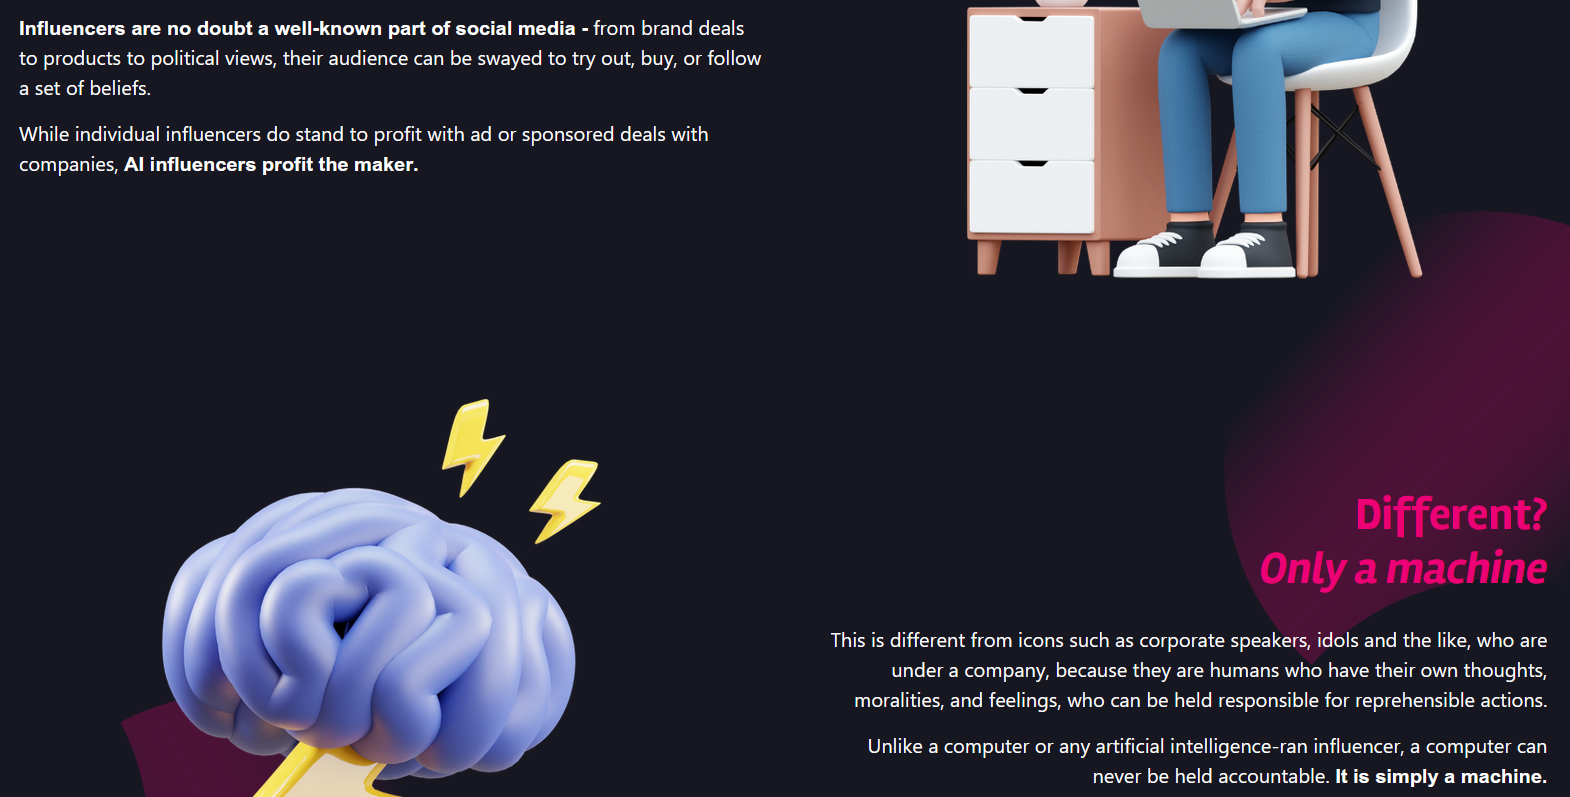 Influencers are no doubt a well-known part of social media - from brand deals
to products to political views, their audience can be swayed to try out, buy, or follow
a set of beliefs.
While individual influencers do stand to profit with ad or sponsored deals with
companies, AI influencers profit the maker.
Different?
Only a machine
This is different from icons such as corporate speakers, idols and the like, who are
under a company, because they are humans who have their own thoughts,
moralities, and feelings, who can be held responsible for reprehensible actions.
Unlike a computer or any artificial intelligence-ran influencer, a computer can
never be held accountable. It is simply a machine.